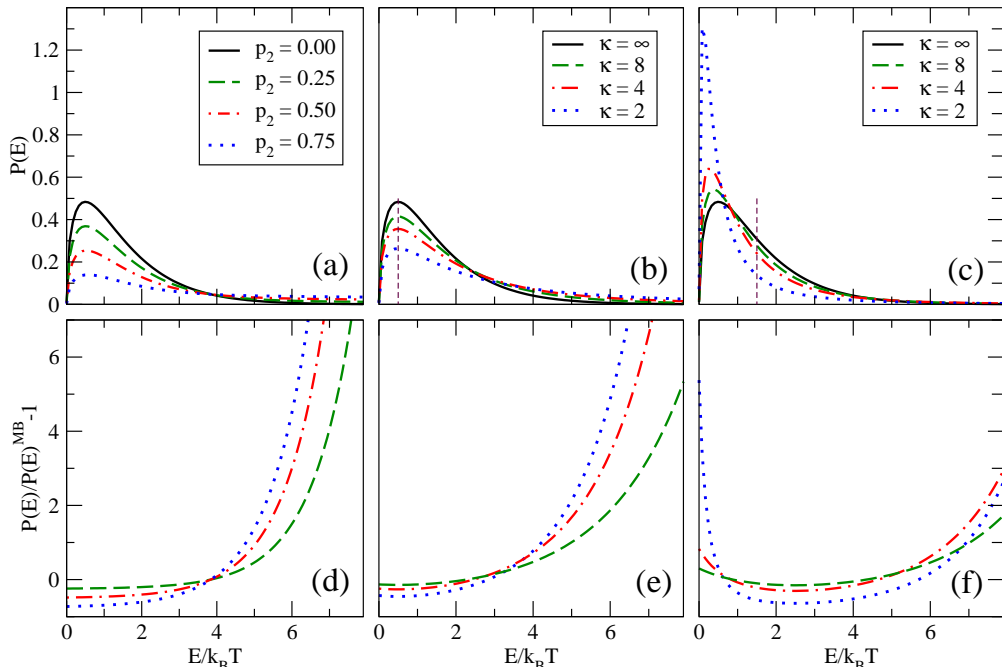 1.2
1
0.8
0.6
0.4
0.2
0
P(E)
p2 = 0.00
p2 = 0.25
p2 = 0.50
p2 = 0.75
(a)
κ = ∞
κ = 8
κ = 4
κ = 2
(b)
κ = ∞
κ = 8
κ = 4
κ = 2
(c)
6
4
2
0
P(E)/P(E)^MB-1
(d)
(e)
(f)
0 2 4 6
0 2 4 6
0 2 4 6
E/kBT
E/kBT
E/kBT